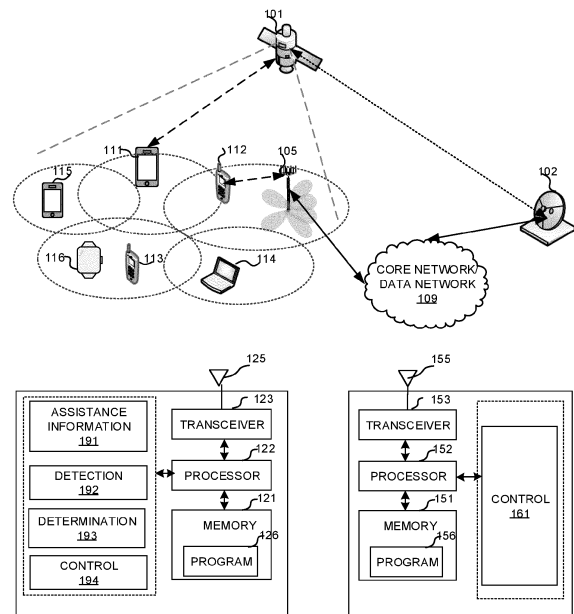 101
111
112
105
115
102
116
113
114
CORE NETWORK/
DATA NETWORK
109
125
155
123
153
ASSISTANCE
INFORMATION
191
TRANSCEIVER
TRANSCEIVER
122
152
DETECTION
192
PROCESSOR
PROCESSOR
CONTROL
161
121
151
DETERMINATION
193
MEMORY
MEMORY
126
156
PROGRAM
PROGRAM
CONTROL
194